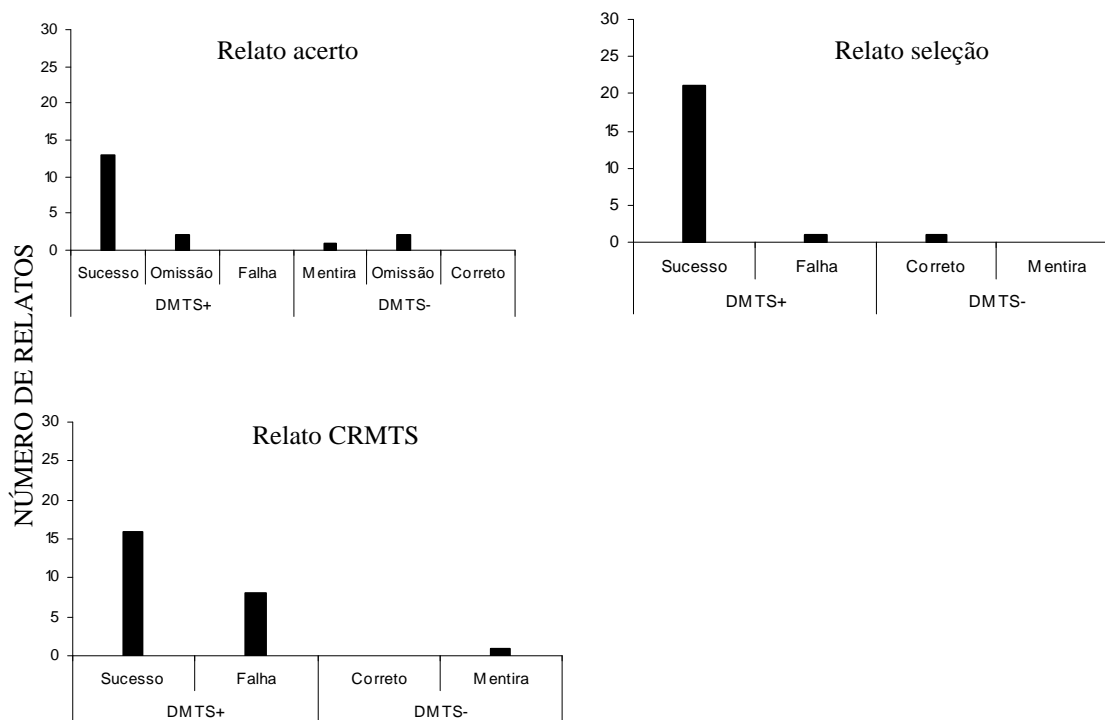 NÚMERO DE RELATOS
Relato acerto
30
25
20
15
10
5
0
Sucesso Omissão Falha Mentira Omissão Correto
DMTS+ DMTS-
Relato seleção
30
25
20
15
10
5
0
Sucesso Falha Correto Mentira
DMTS+ DMTS-
Relato CRMTS
30
25
20
15
10
5
0
Sucesso Falha Correto Mentira
DMTS+ DMTS-